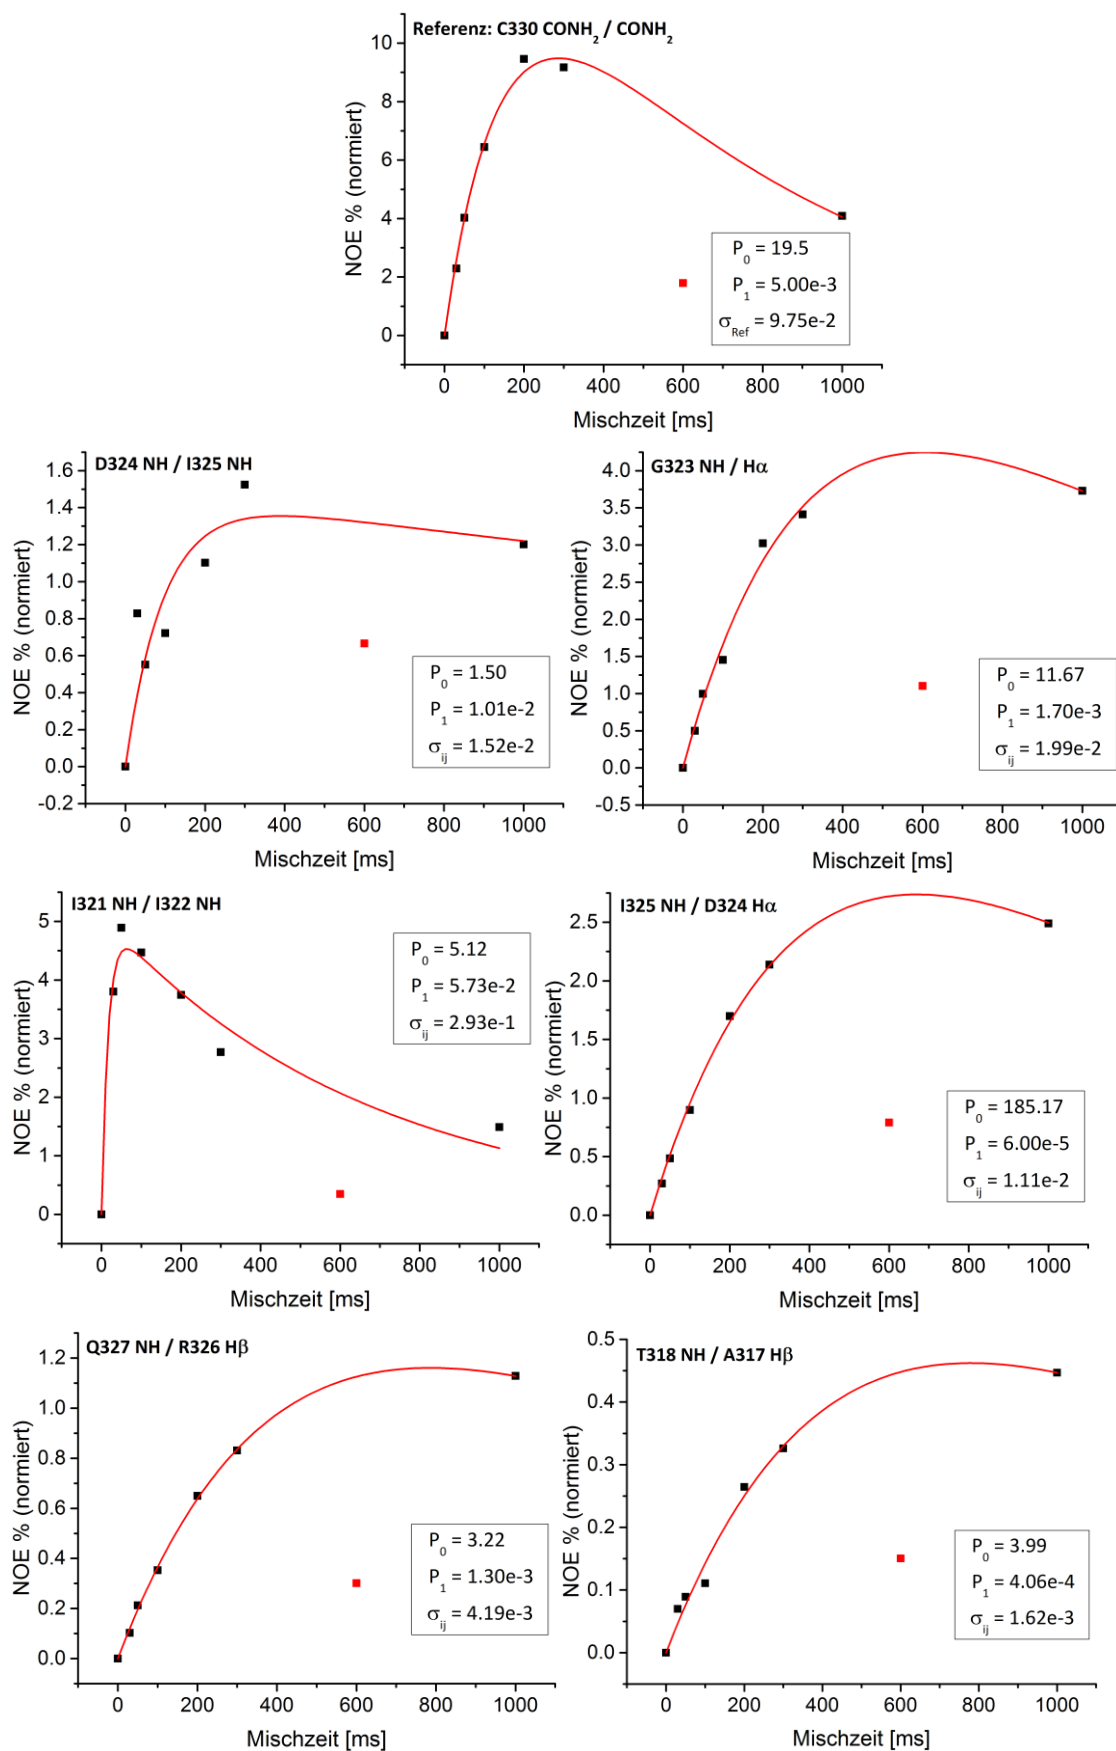 Referenz: C330 CONH₂ / CONH₂
10
8
6
4
2
0
NOE % (normiert)
P₀ = 19.5
P₁ = 5.00e-3
σRef = 9.75e-2
0 200 400 600 800 1000
Mischzeit [ms]
D324 NH / I325 NH
1.6
1.4
1.2
1.0
0.8
0.6
0.4
0.2
0.0
-0.2
NOE % (normiert)
P₀ = 1.50
P₁ = 1.01e-2
σij = 1.52e-2
0 200 400 600 800 1000
Mischzeit [ms]
G323 NH / Hα
4.0
3.5
3.0
2.5
2.0
1.5
1.0
0.5
0.0
-0.5
NOE % (normiert)
P₀ = 11.67
P₁ = 1.70e-3
σij = 1.99e-2
0 200 400 600 800 1000
Mischzeit [ms]
I321 NH / I322 NH
5
4
3
2
1
0
NOE % (normiert)
P₀ = 5.12
P₁ = 5.73e-2
σij = 2.93e-1
0 200 400 600 800 1000
Mischzeit [ms]
I325 NH / D324 Hα
2.5
2.0
1.5
1.0
0.5
0.0
NOE % (normiert)
P₀ = 185.17
P₁ = 6.00e-5
σij = 1.11e-2
0 200 400 600 800 1000
Mischzeit [ms]
Q327 NH / R326 Hβ
1.2
1.0
0.8
0.6
0.4
0.2
0.0
NOE % (normiert)
P₀ = 3.22
P₁ = 1.30e-3
σij = 4.19e-3
0 200 400 600 800 1000
Mischzeit [ms]
T318 NH / A317 Hβ
0.5
0.4
0.3
0.2
0.1
0.0
NOE % (normiert)
P₀ = 3.99
P₁ = 4.06e-4
σij = 1.62e-3
0 200 400 600 800 1000
Mischzeit [ms]